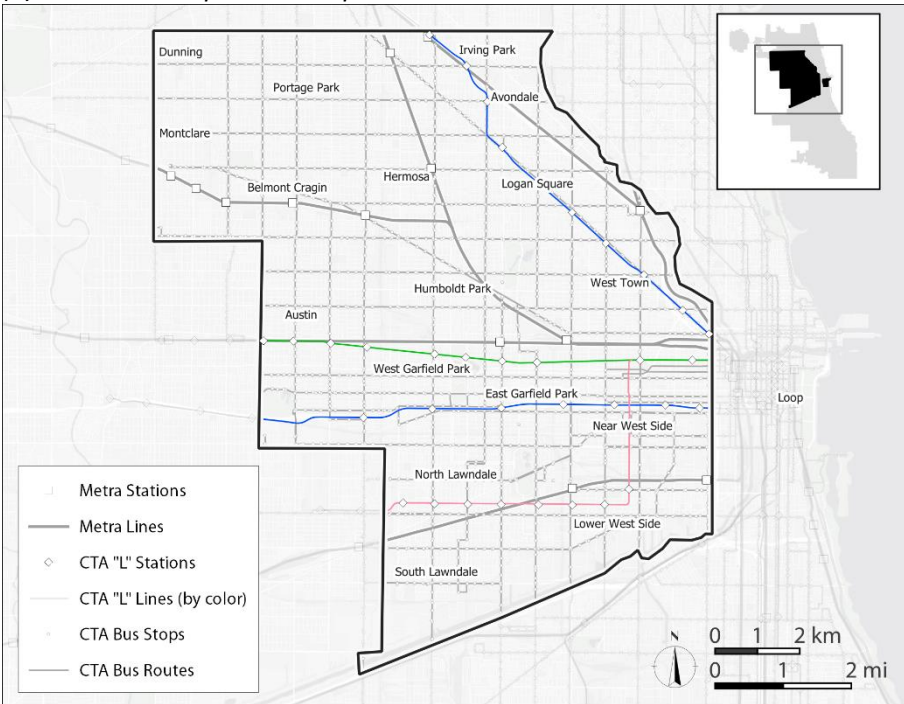 Dunning
Irving Park
Portage Park
Avondale
Montclare
Hermosa
Logan Square
Belmont Cragin
West Town
Humboldt Park
Austin
West Garfield Park
East Garfield Park
Loop
Near West Side
North Lawndale
Lower West Side
South Lawndale
Metra Stations
Metra Lines
CTA "L" Stations
CTA "L" Lines (by color)
CTA Bus Stops
CTA Bus Routes
N
0 1 2 km
0 1 2 mi